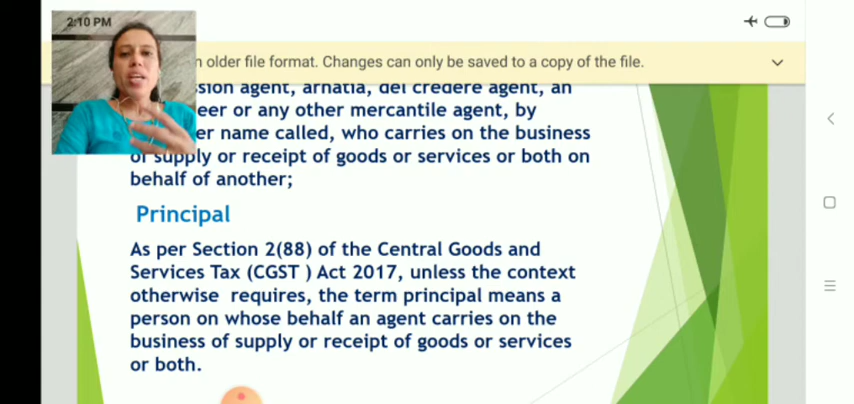 2:10 PM
n older file format. Changes can only be saved to a copy of the file.
ssion agent, arhatia, del credere agent, an
eer or any other mercantile agent, by
er name called, who carries on the business
of supply or receipt of goods or services or both on
behalf of another;
Principal
As per Section 2(88) of the Central Goods and
Services Tax (CGST ) Act 2017, unless the context
otherwise requires, the term principal means a
person on whose behalf an agent carries on the
business of supply or receipt of goods or services
or both.